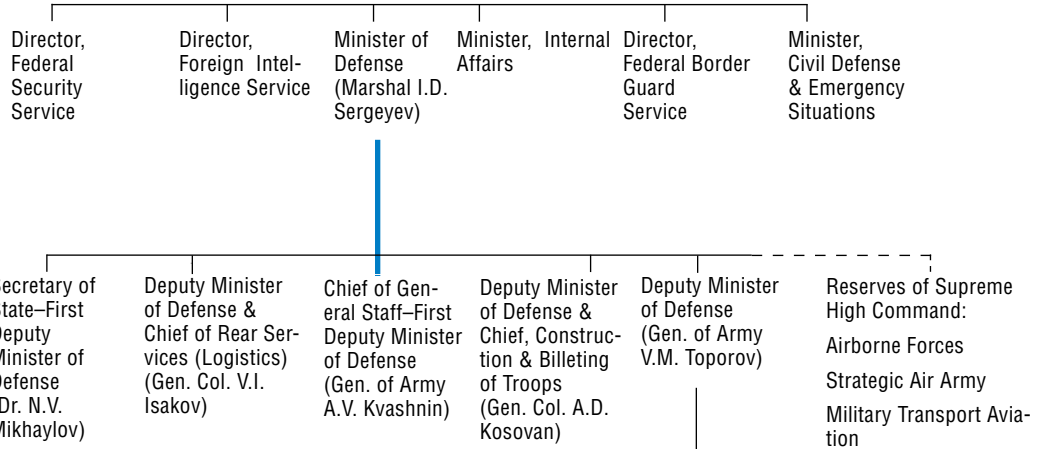 Director,
Federal
Security
Service
Director,
Foreign Intel-
ligence Service
Minister of
Defense
(Marshal I.D.
Sergeyev)
Minister, Internal
Affairs
Director,
Federal Border
Guard
Service
Minister,
Civil Defense
& Emergency
Situations
Secretary of
State–First
Deputy
Minister of
Defense
(Dr. N.V.
Mikhaylov)
Deputy Minister
of Defense &
Chief of Rear Ser-
vices (Logistics)
(Gen. Col. V.I.
Isakov)
Chief of Gen-
eral Staff–First
Deputy Minister
of Defense
(Gen. of Army
A.V. Kvashnin)
Deputy Minister
of Defense &
Chief, Construc-
tion & Billeting
of Troops
(Gen. Col. A.D.
Kosovan)
Deputy Minister
of Defense
(Gen. of Army
V.M. Toporov)
Reserves of Supreme
High Command:
Airborne Forces
Strategic Air Army
Military Transport Avia-
tion